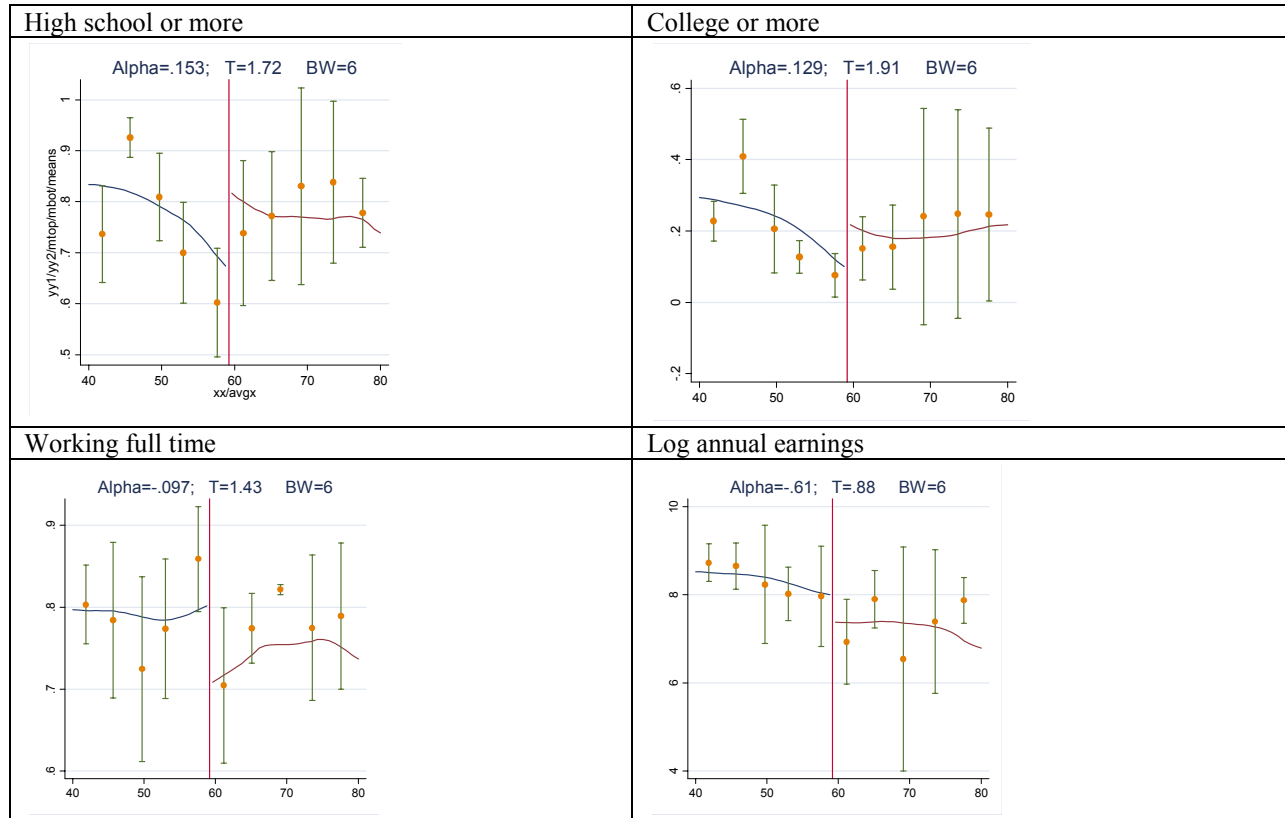 High school or more
Alpha=.153; T=1.72 BW=6
yy1/yy2/mtop/mbot/means
1
.9
.8
.7
.6
.5
40 50 60 70 80
xx/avgx
College or more
Alpha=.129; T=1.91 BW=6
.6
.4
.2
0
-.2
40 50 60 70 80
Working full time
Alpha=-.097; T=1.43 BW=6
.9
.8
.7
.6
40 50 60 70 80
Log annual earnings
Alpha=-.61; T=.88 BW=6
10
8
6
4
40 50 60 70 80